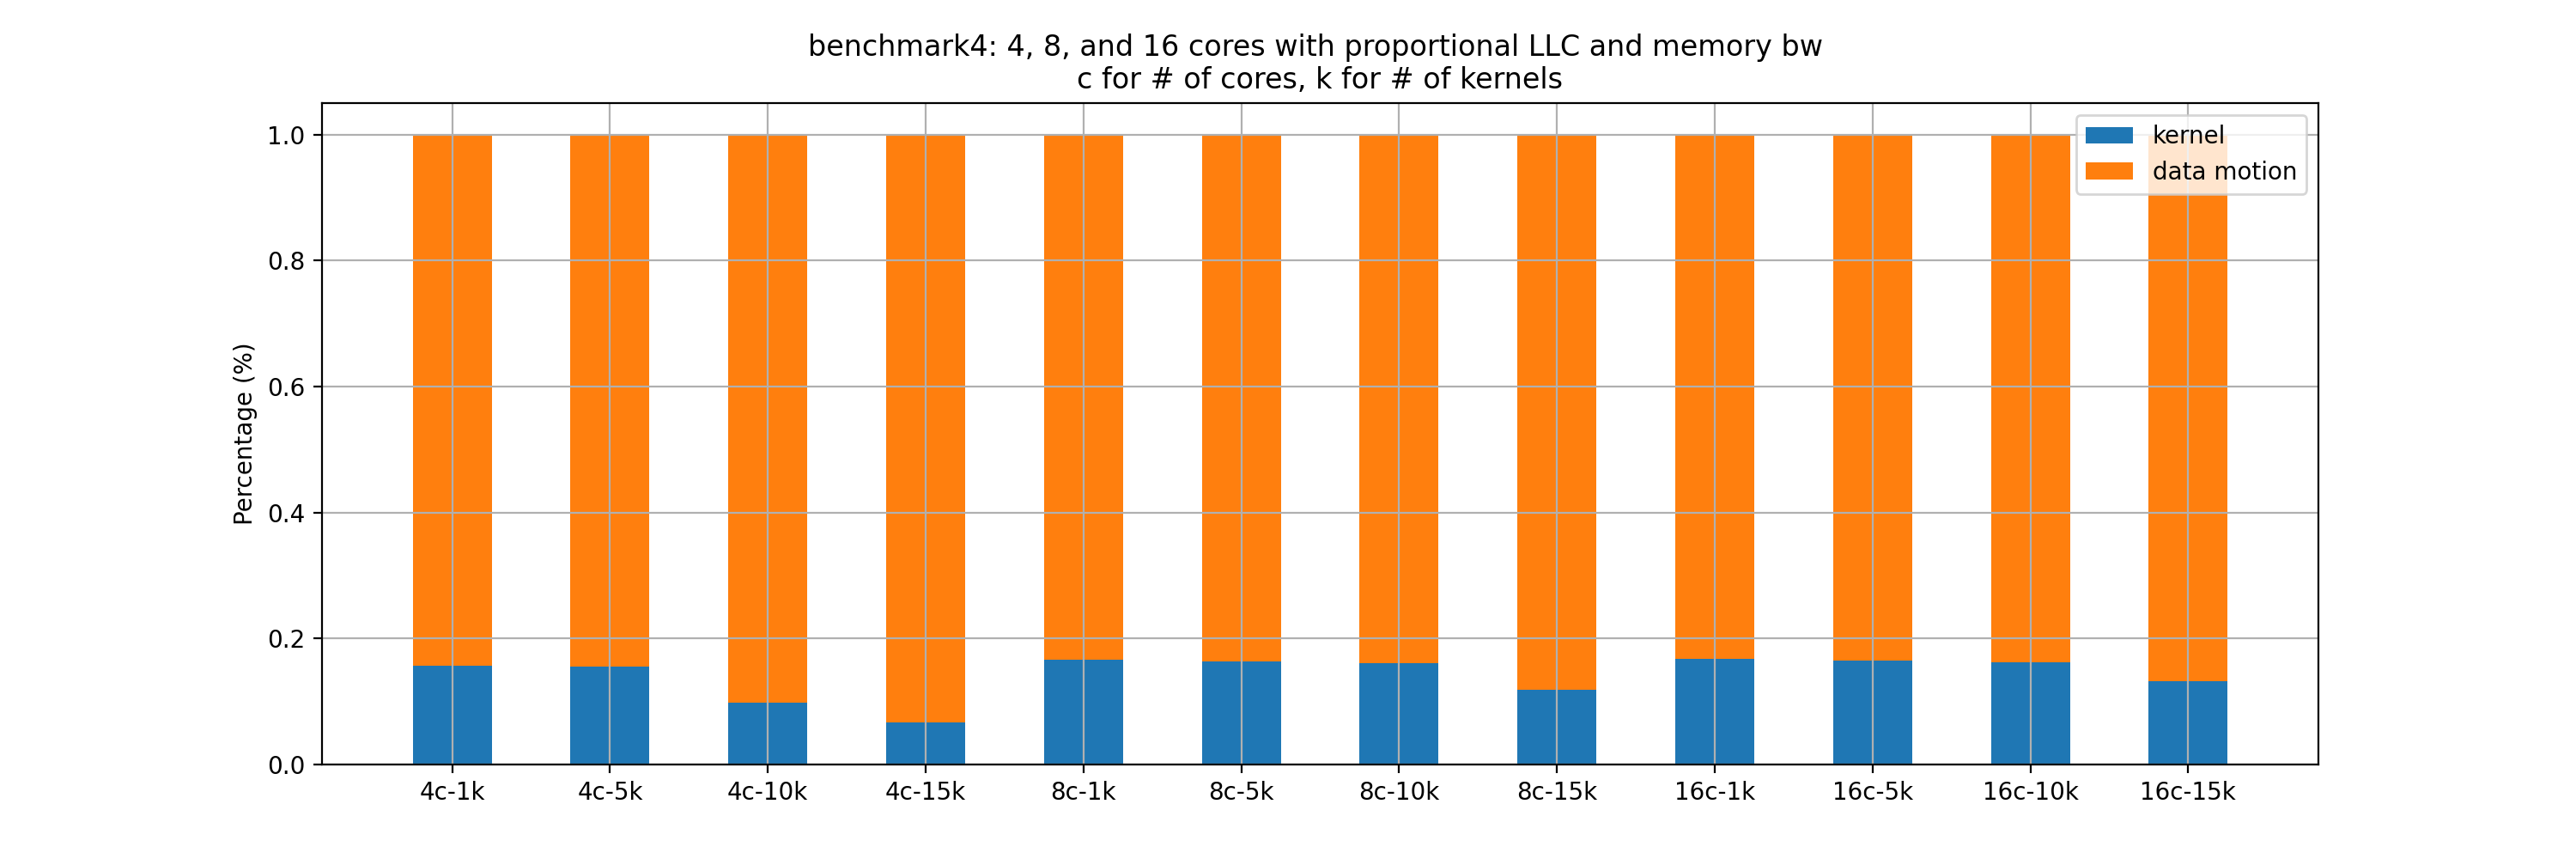 benchmark4: 4, 8, and 16 cores with proportional LLC and memory bw
c for # of cores, k for # of kernels
kernel
data motion
Percentage (%)
1.0
0.8
0.6
0.4
0.2
0.0
4c-1k 4c-5k 4c-10k 4c-15k 8c-1k 8c-5k 8c-10k 8c-15k 16c-1k 16c-5k 16c-10k 16c-15k